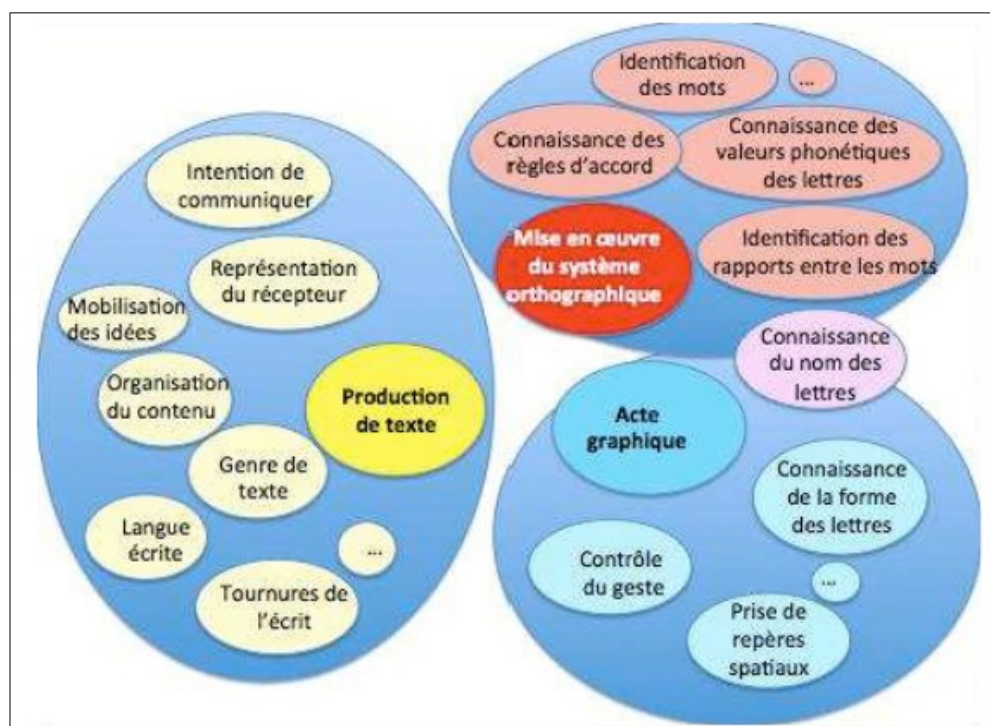 Intention de
communiquer
Représentation
du récepteur
Mobilisation
des idées
Organisation
du contenu
Production
de texte
Genre de
texte
Langue
écrite
...
Tournures de
l'écrit
Identification
des mots
...
Connaissance des
règles d'accord
Connaissance des
valeurs phonétiques
des lettres
Mise en œuvre
du système
orthographique
Identification des
rapports entre les mots
Connaissance
du nom des
lettres
Acte
graphique
Connaissance
de la forme
des lettres
Contrôle
du geste
...
Prise de
repères
spatiaux